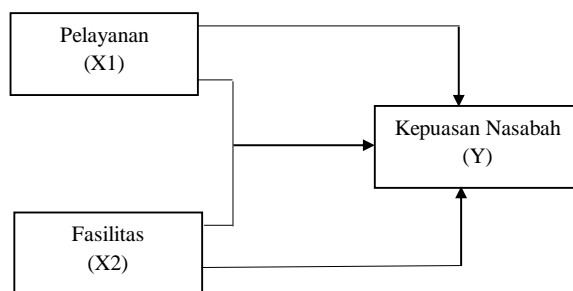 Pelayanan
(X1)
Kepuasan Nasabah
(Y)
Fasilitas
(X2)